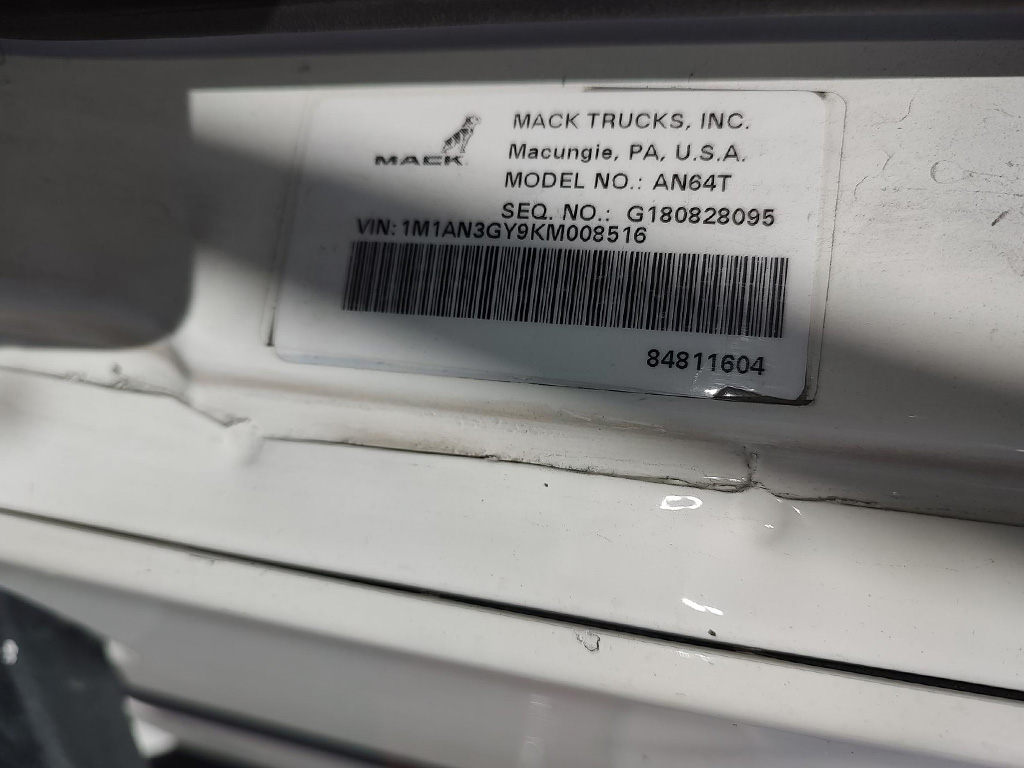 MACK
MACK TRUCKS, INC.
Macungie, PA, U.S.A.
MODEL NO.: AN64T
SEQ. NO.: G180828095
VIN: 1M1AN3GY9KM008516
84811604